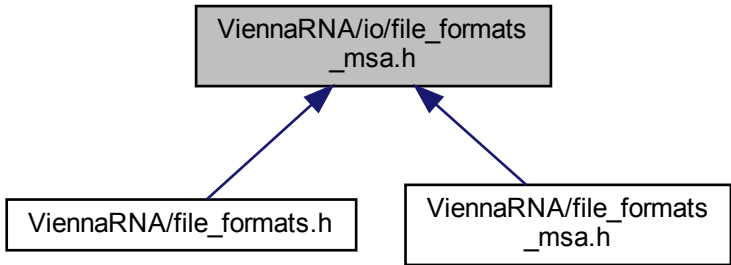 ViennaRNA/io/file_formats
_msa.h
ViennaRNA/file_formats.h
ViennaRNA/file_formats
_msa.h